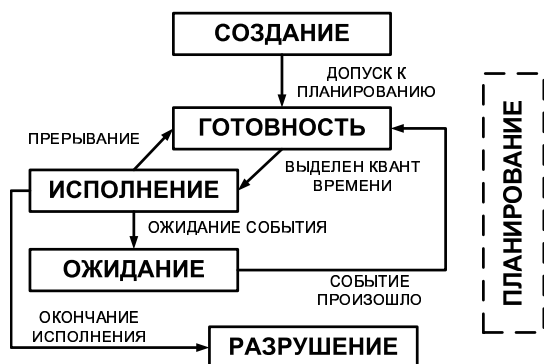 СОЗДАНИЕ
ДОПУСК К
ПЛАНИРОВАНИЮ
ГОТОВНОСТЬ
ПРЕРЫВАНИЕ
ВЫДЕЛЕН КВАНТ
ВРЕМЕНИ
ИСПОЛНЕНИЕ
ОЖИДАНИЕ СОБЫТИЯ
ОЖИДАНИЕ
СОБЫТИЕ
ПРОИЗОШЛО
ОКОНЧАНИЕ
ИСПОЛНЕНИЯ
РАЗРУШЕНИЕ
ПЛАНИРОВАНИЕ